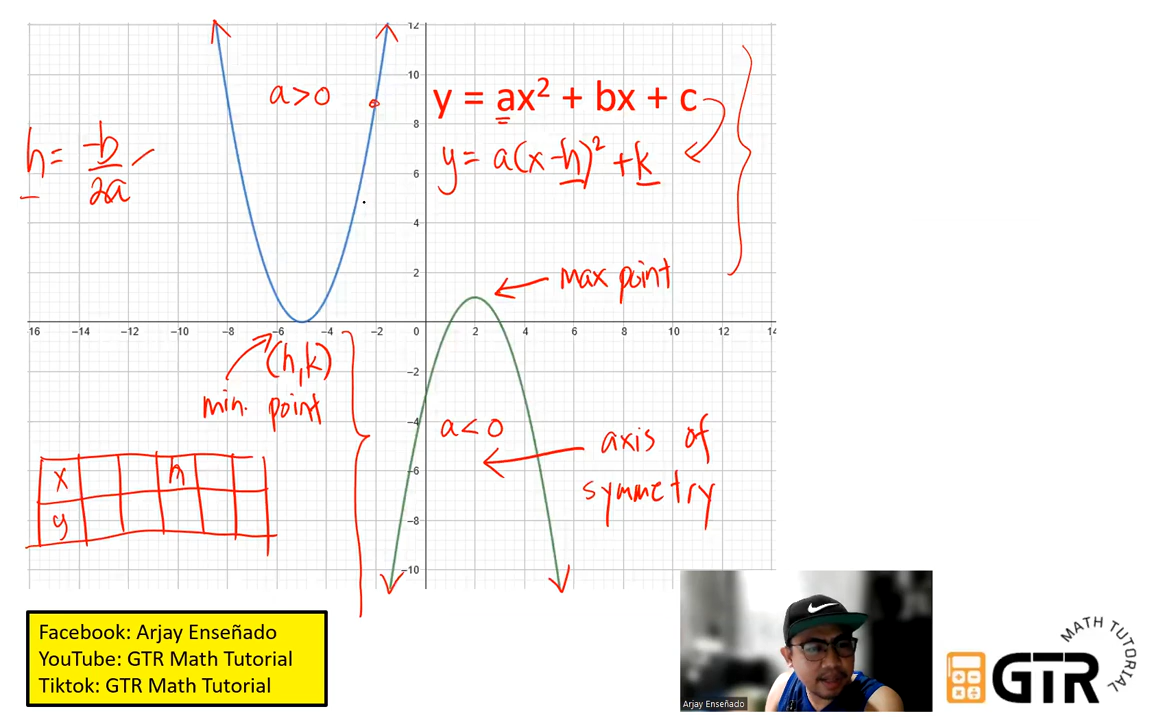 12
a>0
10
y = ax² + bx + c
8
h = -b/2a
y = a(x-h)² + k
6
4
2
max point
-16 -14 -12 -10 -8 -6 -4 -2 0 2 4 6 8 10 12 14
(h,k)
-2
min. point
-4
a<0
axis of
symmetry
x h
-6
y
-8
-10
Facebook: Arjay Enseñado
YouTube: GTR Math Tutorial
Tiktok: GTR Math Tutorial
Arjay Enseñado
GTR
MATH TUTORIAL